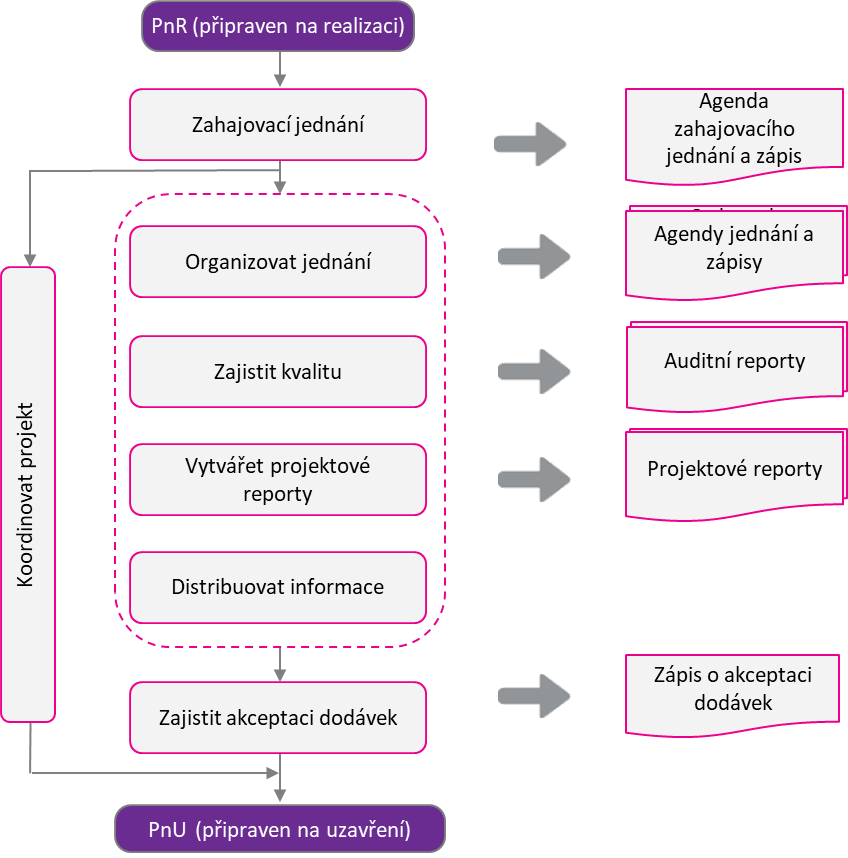 PnR (připraven na realizaci)
Zahajovací jednání
Agenda
zahajovacího
jednání a zápis
Organizovat jednání
Agendy jednání a
zápisy
Zajistit kvalitu
Auditní reporty
Koordinovat projekt
Vytvářet projektové
reporty
Projektové reporty
Distribuovat informace
Zajistit akceptaci dodávek
Zápis o akceptaci
dodávek
PnU (připraven na uzavření)